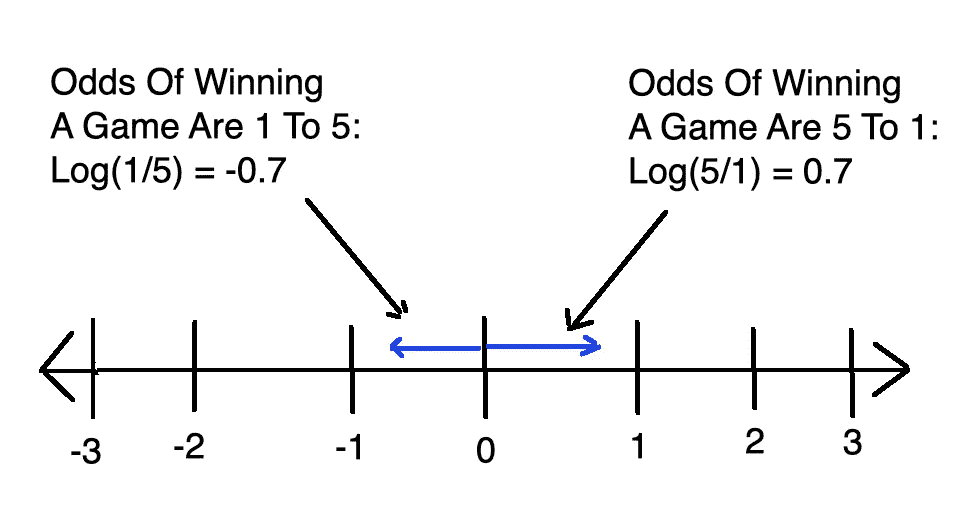 Odds Of Winning
A Game Are 1 To 5:
Log(1/5) = -0.7
Odds Of Winning
A Game Are 5 To 1:
Log(5/1) = 0.7
-3 -2 -1 0 1 2 3